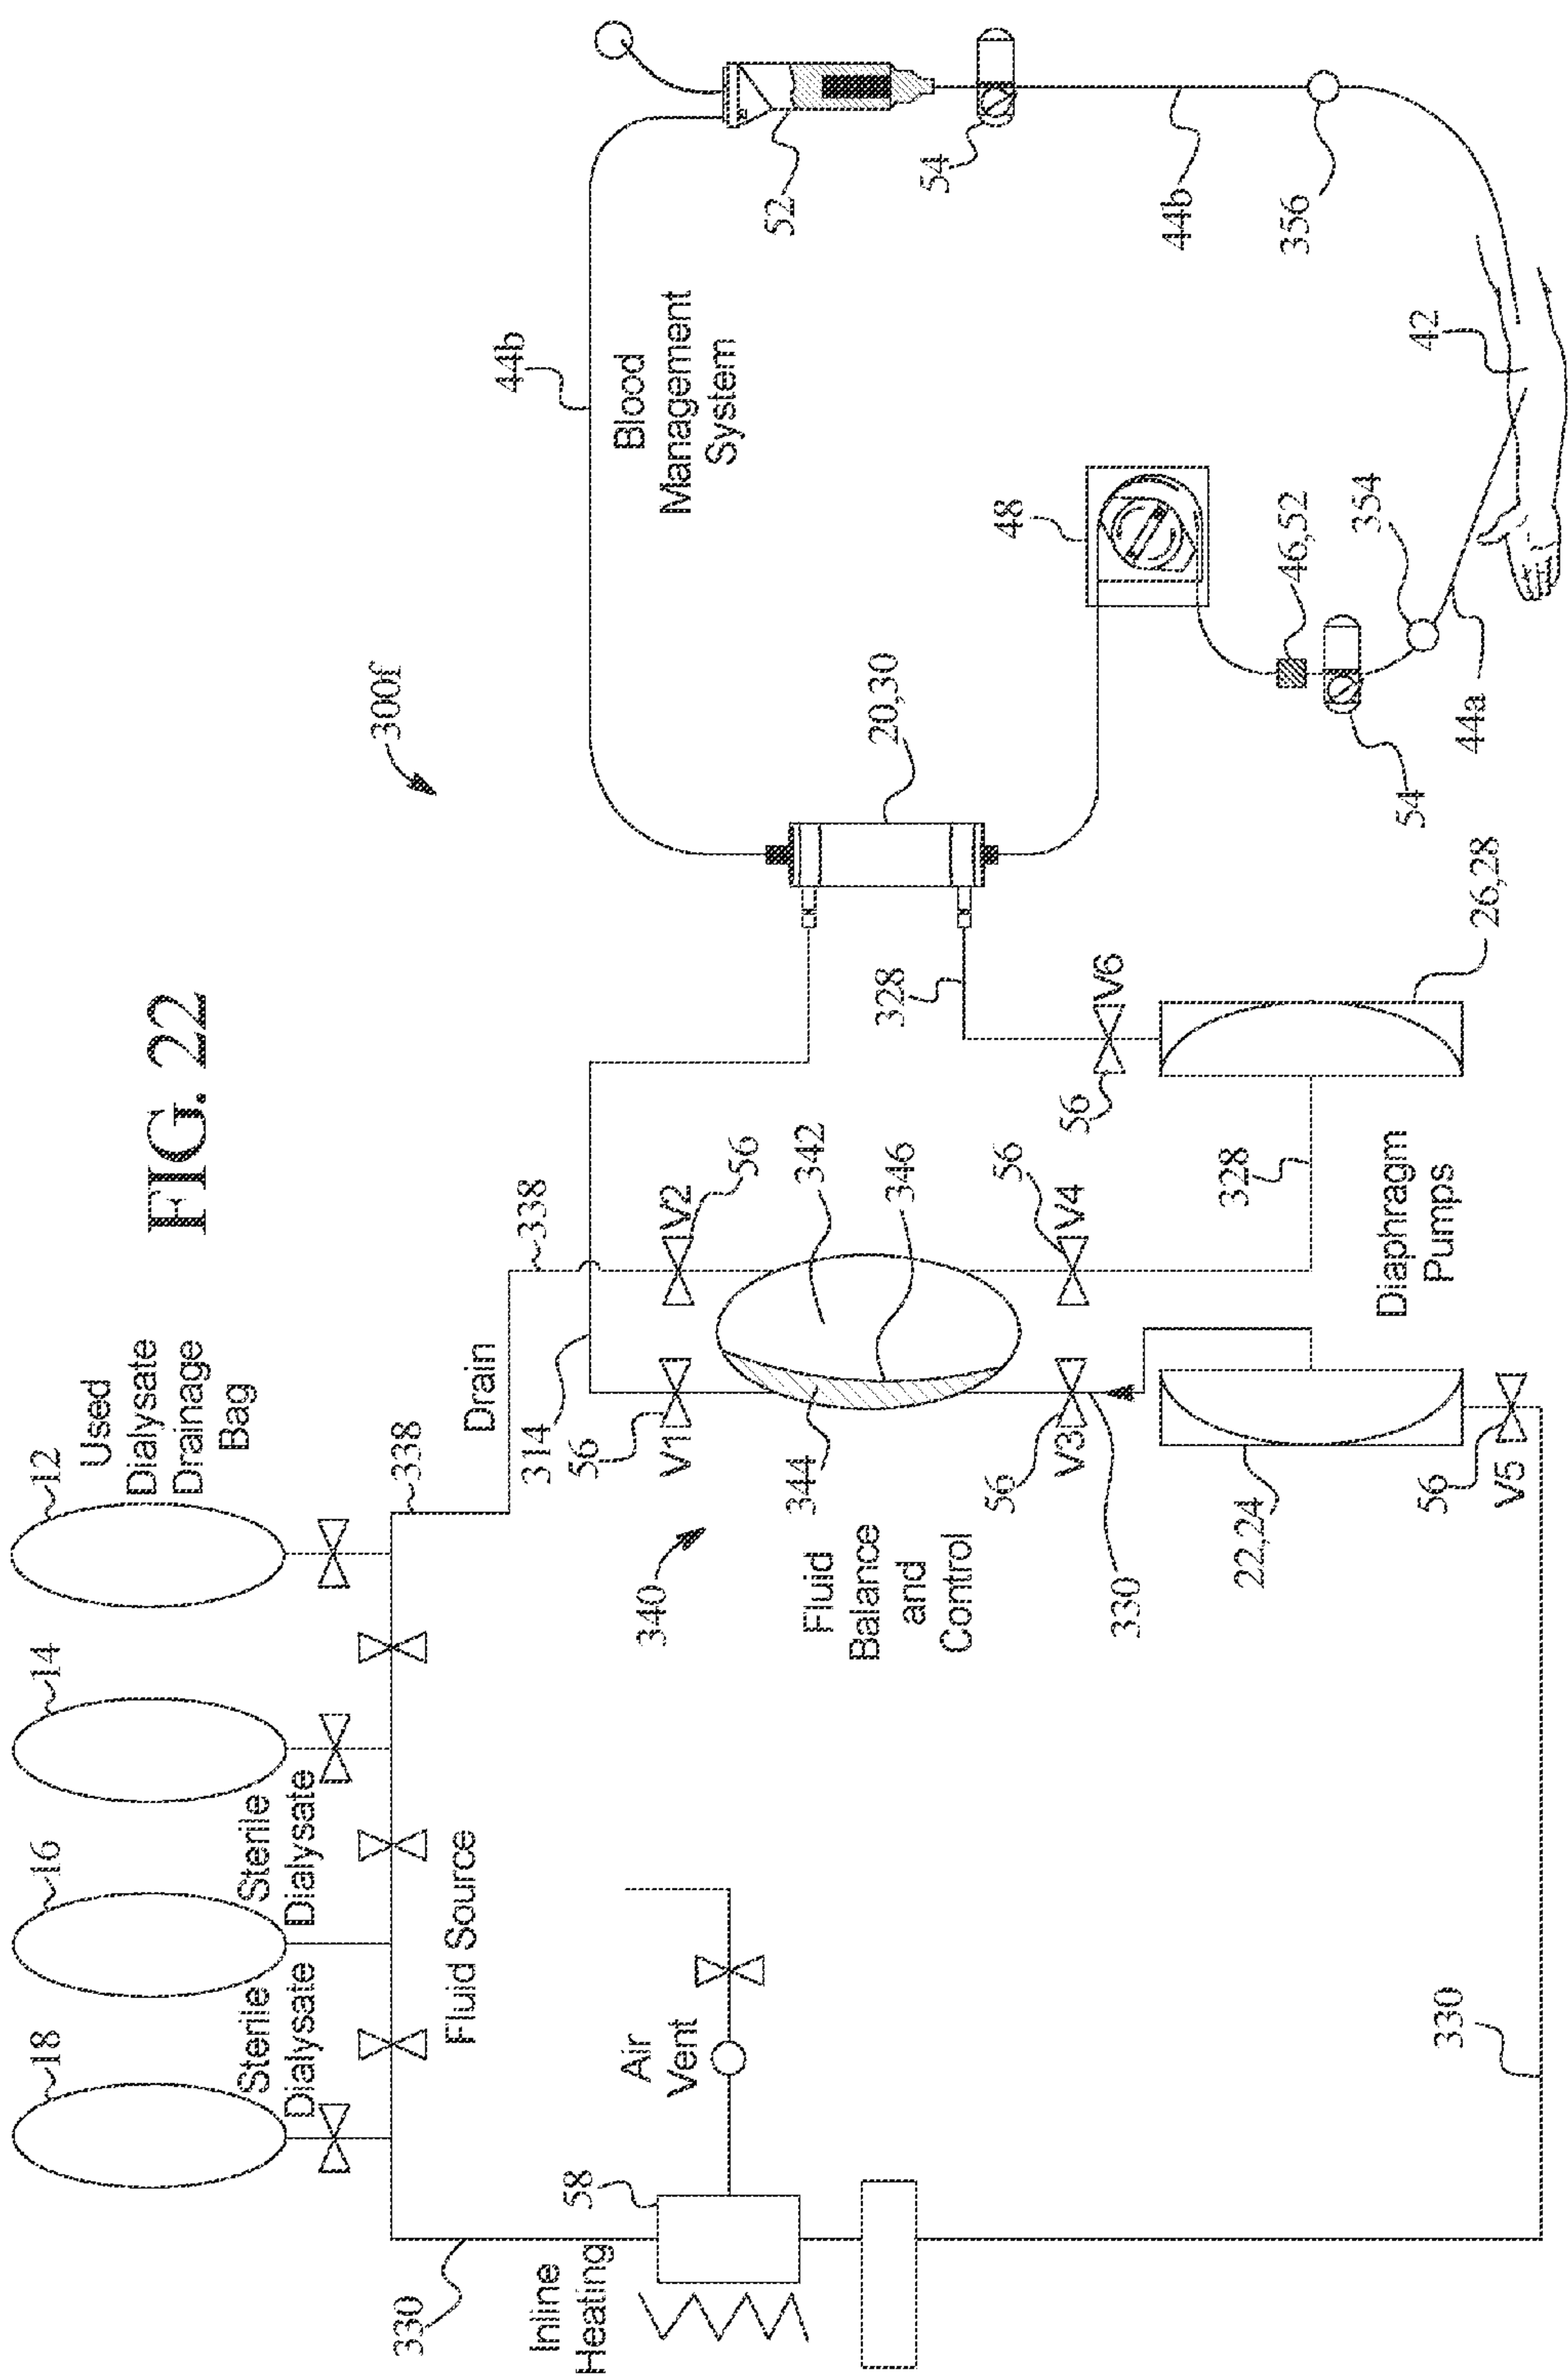 FIG. 22
300f
18
16
14
12
Sterile
Dialysate
Sterile
Dialysate
Used
Dialysate
Drainage
Bag
Fluid Source
338
Drain
338
314
330
Inline
Heating
58
Air
Vent
340
Fluid
Balance
and
Control
56
V1
V2
56
344
342
346
56
V3
56
V4
330
22,24
56
V5
330
Diaphragm
Pumps
328
328
56
V6
26,28
20,30
44b
Blood
Management
System
52
54
44b
356
48
46,52
354
54
44a
42